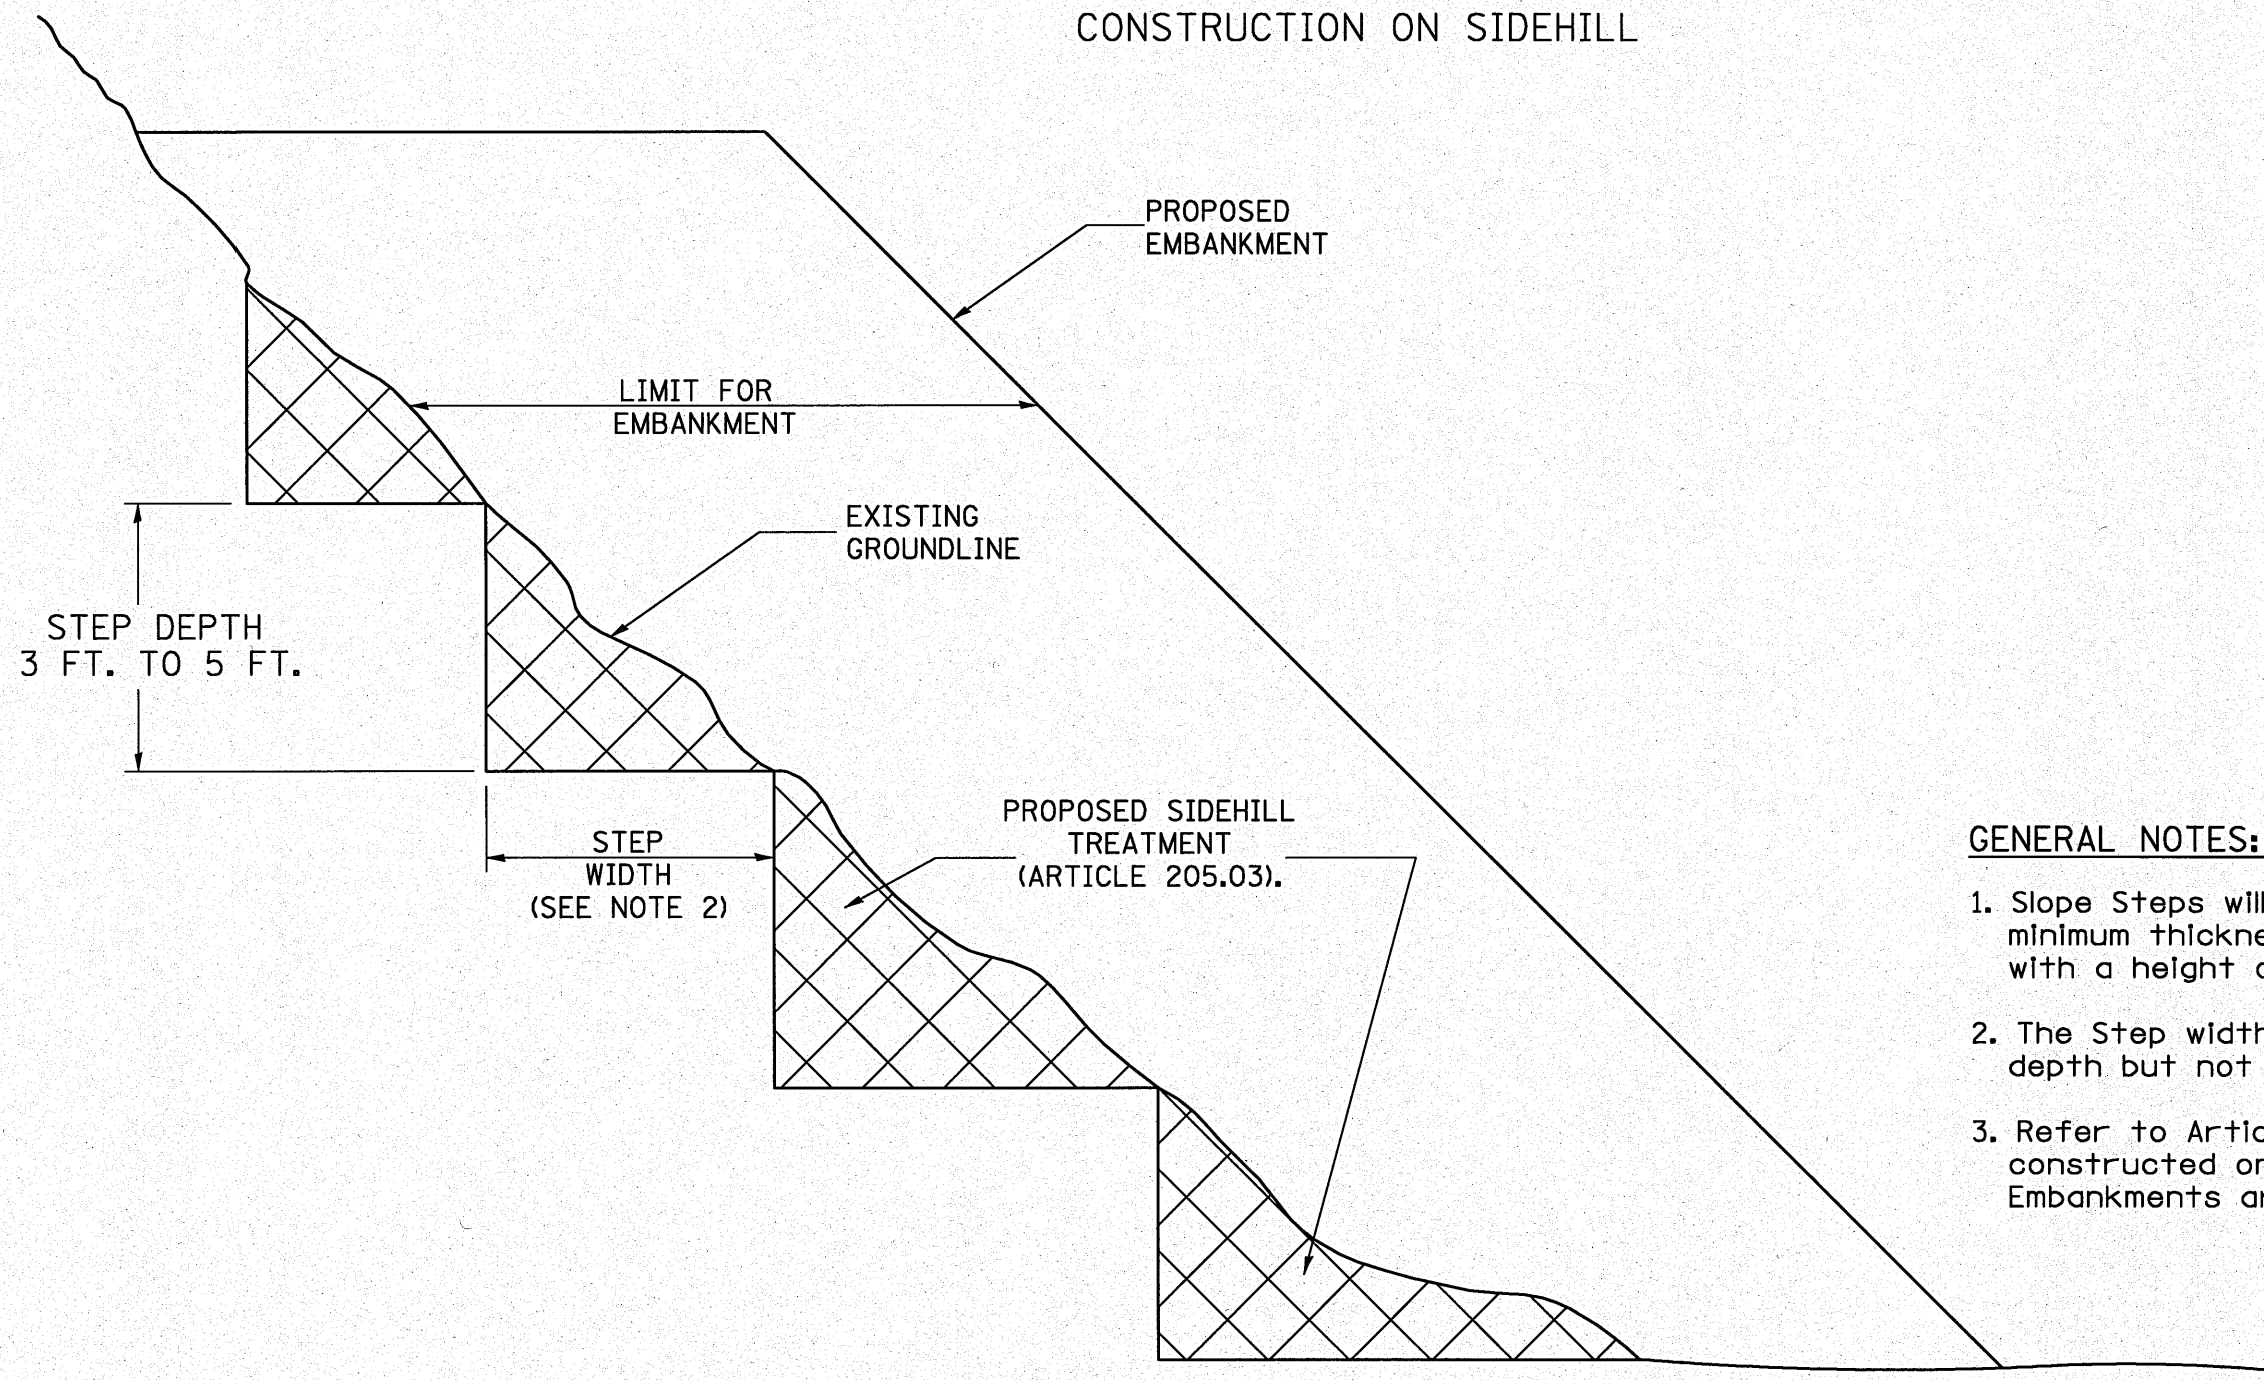 CONSTRUCTION ON SIDEHILL
PROPOSED
EMBANKMENT
LIMIT FOR
EMBANKMENT
EXISTING
GROUNDLINE
STEP DEPTH
3 FT. TO 5 FT.
STEP
WIDTH
(SEE NOTE 2)
PROPOSED SIDEHILL
TREATMENT
(ARTICLE 205.03).
GENERAL NOTES:
1. Slope Steps will
minimum
with a height
2. The Step width
depth but not
3. Refer to
constructed
Embankments